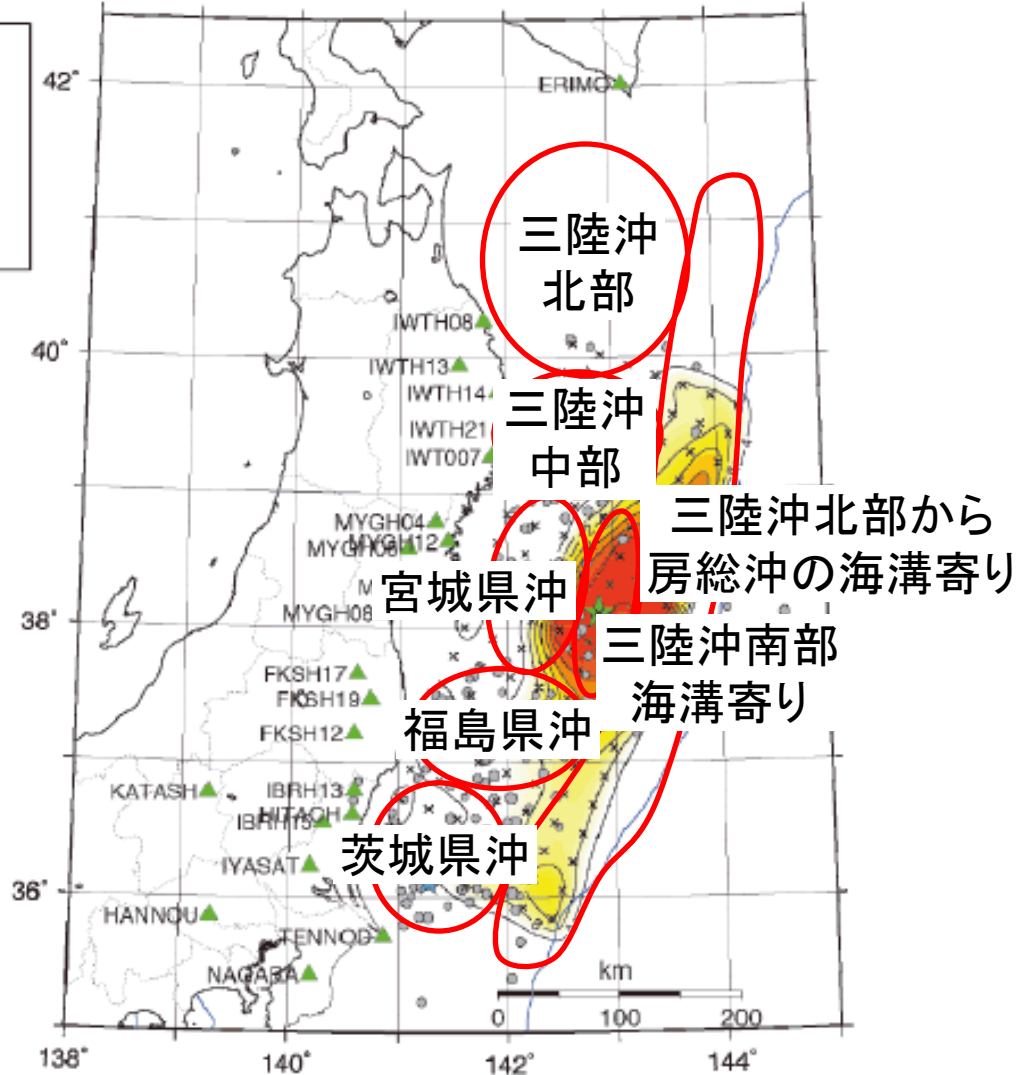 42°
ERIMO
三陸沖
北部
IWTH08
40°
IWTH13
IWTH14
三陸沖
中部
IWTH21
IWT007
三陸沖北部から
房総沖の海溝寄り
MYGH04
MYGH12
宮城県沖
38°
MYGH08
三陸沖南部
海溝寄り
FKSH17
FKSH19
福島県沖
FKSH12
KATASH
IBRH13
HITACH
IBRH15
茨城県沖
IYASAT
36°
HANNOU
TENNOD
NAGARA
km
0 100 200
138° 140° 142° 144°